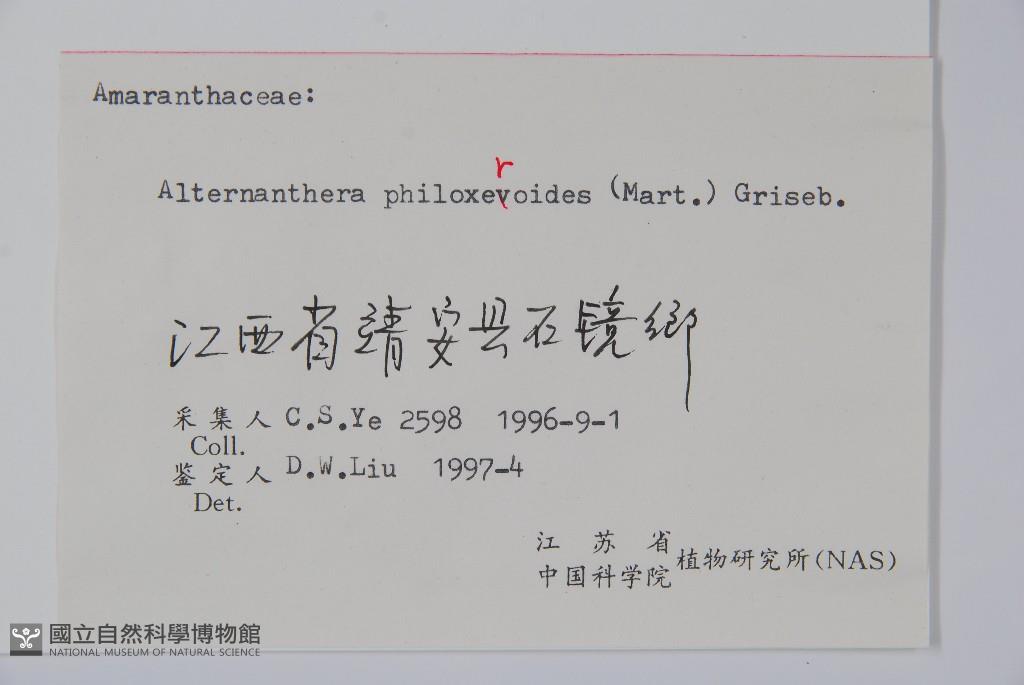 Amaranthaceae:
r
Alternanthera philoxevoides (Mart.) Griseb.
江西省靖安县石镜鄉
采集人 C.S.Ye 2598 1996-9-1
Coll.
鉴定人 D.W.Liu 1997-4
Det.
江苏省
中国科学院 植物研究所(NAS)
國立自然科學博物館
NATIONAL MUSEUM OF NATURAL SCIENCE